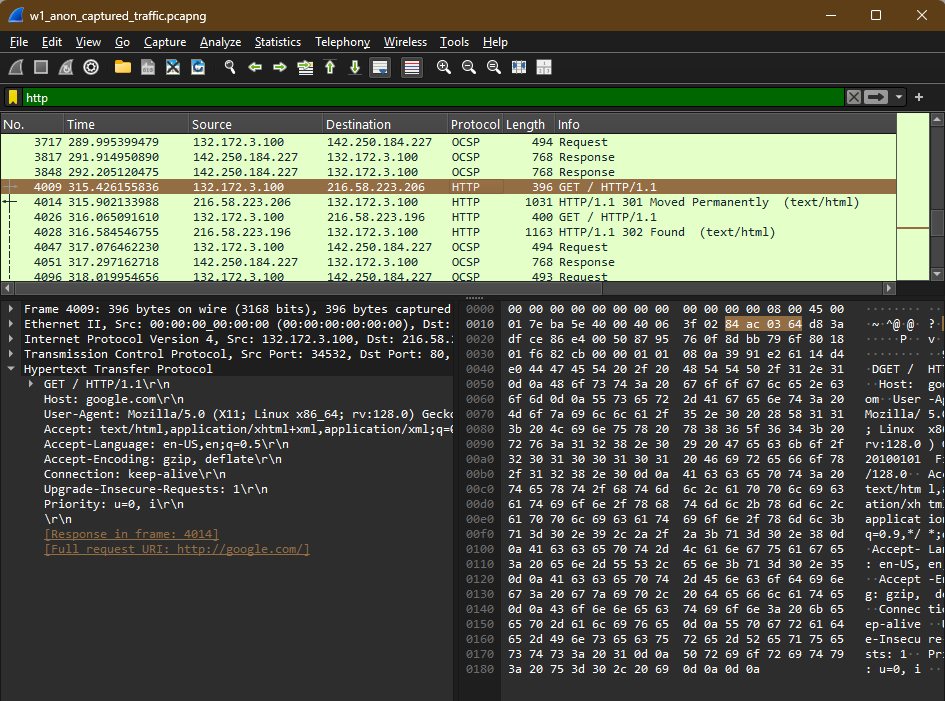 w1_anon_captured_traffic.pcapng
File Edit View Go Capture Analyze Statistics Telephony Wireless Tools Help
http
No. Time Source Destination Protocol Length Info
3717 289.995399479 132.172.3.100 142.250.184.227 OCSP 494 Request
3817 291.914950890 142.250.184.227 132.172.3.100 OCSP 768 Response
3848 292.205120475 142.250.184.227 132.172.3.100 OCSP 768 Response
4009 315.426155836 132.172.3.100 216.58.223.206 HTTP 396 GET / HTTP/1.1
4014 315.902133988 216.58.223.206 132.172.3.100 HTTP 1031 HTTP/1.1 301 Moved Permanently (text/html)
4026 316.065091610 132.172.3.100 216.58.223.196 HTTP 400 GET / HTTP/1.1
4028 316.584546755 216.58.223.196 132.172.3.100 HTTP 1163 HTTP/1.1 302 Found (text/html)
4047 317.076462230 132.172.3.100 142.250.184.227 OCSP 494 Request
4051 317.297162718 142.250.184.227 132.172.3.100 OCSP 768 Response
4096 318.019954656 132.172.3.100 142.250.184.227 OCSP 493 Request
Frame 4009: 396 bytes on wire (3168 bits), 396 bytes captured
Ethernet II, Src: 00:00:00_00:00:00 (00:00:00:00:00:00), Dst:
Internet Protocol Version 4, Src: 132.172.3.100, Dst: 216.58.
Transmission Control Protocol, Src Port: 34532, Dst Port: 80,
Hypertext Transfer Protocol
GET / HTTP/1.1\r\n
Host: google.com\r\n
User-Agent: Mozilla/5.0 (X11; Linux x86_64; rv:128.0) Gecko
Accept: text/html,application/xhtml+xml,application/xml;q=0
Accept-Language: en-US,en;q=0.5\r\n
Accept-Encoding: gzip, deflate\r\n
Connection: keep-alive\r\n
Upgrade-Insecure-Requests: 1\r\n
Priority: u=0, i\r\n
\r\n
[Response in frame: 4014]
[Full request URI: http://google.com/]
0000 00 00 00 00 00 00 00 00 00 00 00 00 08 00 45 00 ········ ··
0010 01 7e ba 5e 40 00 40 06 3f 02 84 ac 03 64 d8 3a ·~·^@·@· ?·
0020 df ce 86 e4 00 50 87 95 76 0f 8d bb 79 6f 80 18 ·····P·· v·
0030 01 f6 82 cb 00 00 01 01 08 0a 39 91 e2 61 14 d4
0040 e0 44 47 45 54 20 2f 20 48 54 54 50 2f 31 2e 31 ·DGET / HT
0050 0d 0a 48 6f 73 74 3a 20 67 6f 6f 67 6c 65 2e 63 ··Host: goo
0060 6f 6d 0d 0a 55 73 65 72 2d 41 67 65 6e 74 3a 20 om··User -A
0070 4d 6f 7a 69 6c 6c 61 2f 35 2e 30 20 28 58 31 31 Mozilla/ 5.
0080 3b 20 4c 69 6e 75 78 20 78 38 36 5f 36 34 3b 20 ; Linux x8
0090 72 76 3a 31 32 38 2e 30 29 20 47 65 63 6b 6f 2f rv:128.0 ) G
00a0 32 30 31 30 30 31 30 31 20 46 69 72 65 66 6f 78 20100101 Fi
00b0 2f 31 32 38 2e 30 0d 0a 41 63 63 65 70 74 3a 20 /128.0·· Ac
00c0 74 65 78 74 2f 68 74 6d 6c 2c 61 70 70 6c 69 63 text/htm l,a
00d0 61 74 69 6f 6e 2f 78 68 74 6d 6c 2b 78 6d 6c 2c ation/xh tm
00e0 61 70 70 6c 69 63 61 74 69 6f 6e 2f 78 6d 6c 3b applicat ion
00f0 71 3d 30 2e 39 2c 2a 2f 2a 3b 71 3d 30 2e 38 0d q=0.9,*/ *;q
0100 0a 41 63 63 65 70 74 2d 4c 61 6e 67 75 61 67 65 ·Accept- Lan
0110 3a 20 65 6e 2d 55 53 2c 65 6e 3b 71 3d 30 2e 35 : en-US, en;
0120 0d 0a 41 63 63 65 70 74 2d 45 6e 63 6f 64 69 6e ··Accept -En
0130 67 3a 20 67 7a 69 70 2c 20 64 65 66 6c 61 74 65 g: gzip, de
0140 0d 0a 43 6f 6e 6e 65 63 74 69 6f 6e 3a 20 6b 65 ··Connec tio
0150 65 70 2d 61 6c 69 76 65 0d 0a 55 70 67 72 61 64 ep-alive ··U
0160 65 2d 49 6e 73 65 63 75 72 65 2d 52 65 71 75 65 e-Insecu re
0170 73 74 73 3a 20 31 0d 0a 50 72 69 6f 72 69 74 79 sts: 1·· Pri
0180 3a 20 75 3d 30 2c 20 69 0d 0a 0d 0a : u=0, i ··